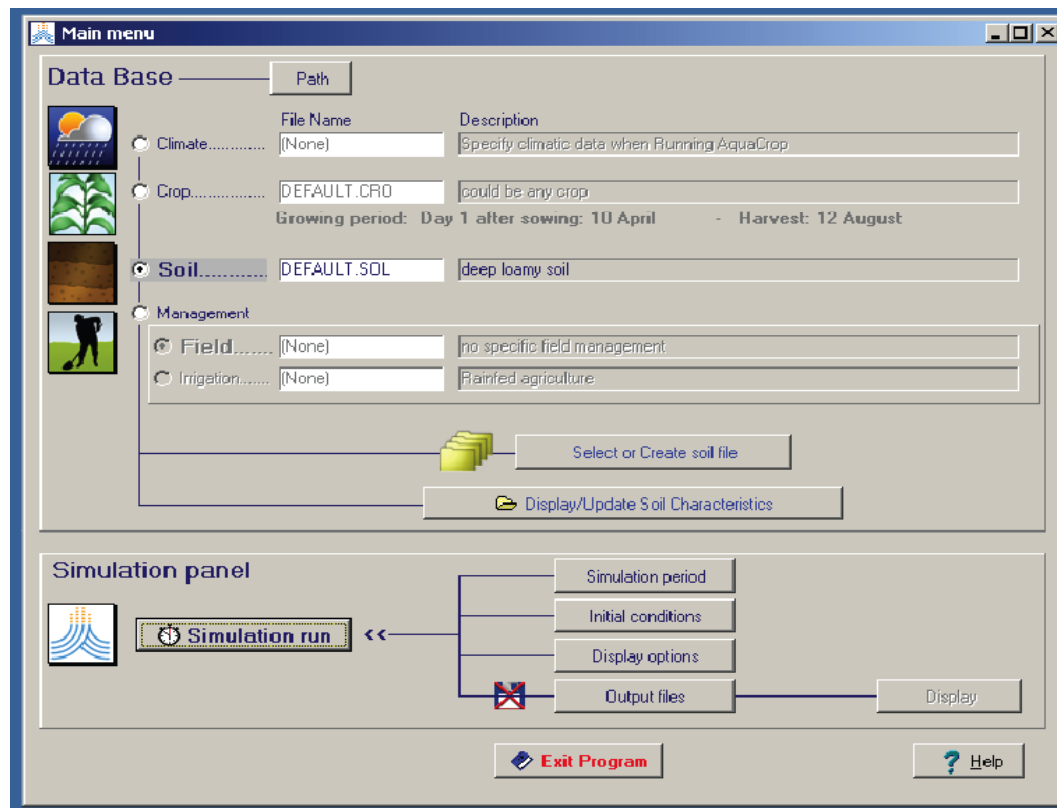 Main menu
Data Base Path
File Name Description
Climate............ (None) Specify climatic data when Running AquaCrop
Crop................ DEFAULT.CRO could be any crop
Growing period: Day 1 after sowing: 10 April - Harvest: 12 August
Soil........... DEFAULT.SOL deep loamy soil
Management
Field....... (None) no specific field management
Irrigation....... (None) Rainfed agriculture
Select or Create soil file
Display/Update Soil Characteristics
Simulation panel
Simulation period
Initial conditions
Simulation run <<
Display options
Output files Display
Exit Program ? Help